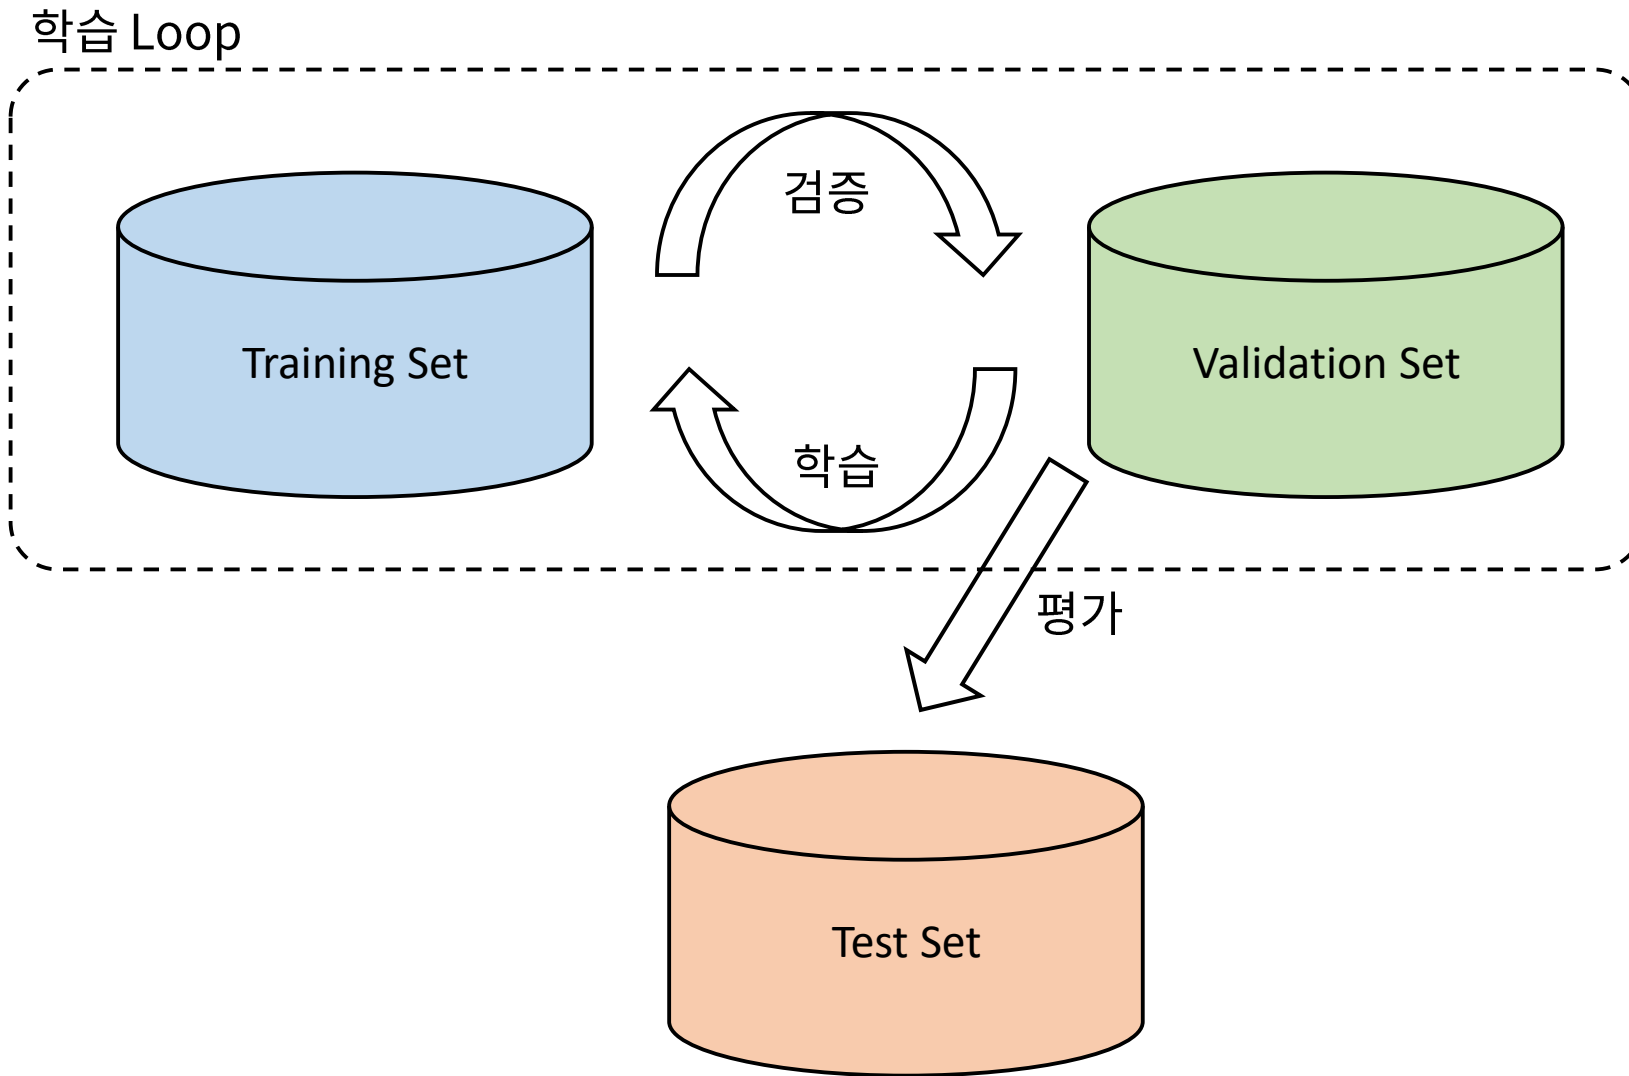 학습 Loop
검증
Training Set
Validation Set
학습
평가
Test Set